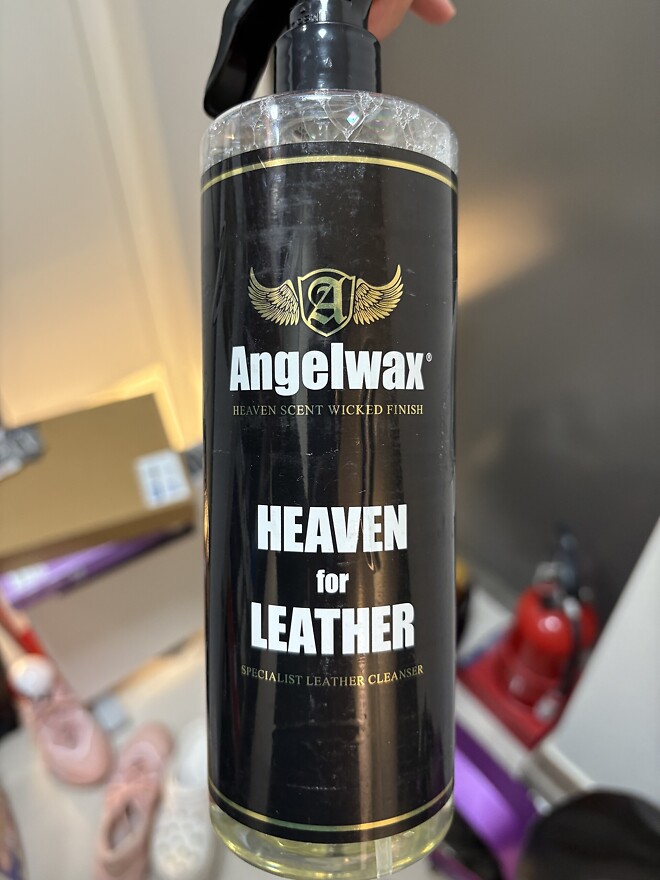 A
Angelwax®
HEAVEN SCENT WICKED FINISH
HEAVEN
for
LEATHER
SPECIALIST LEATHER CLEANSER